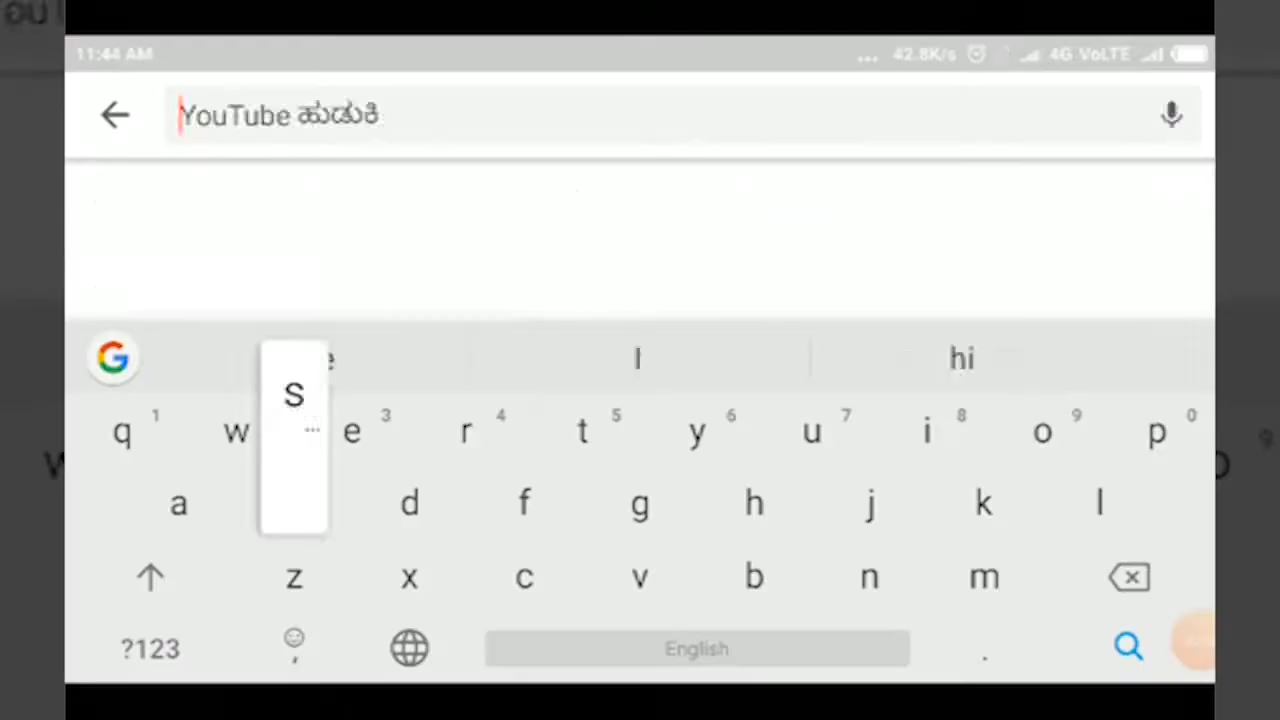 11:44 AM ... 42.8K/s 4G VoLTE
YouTube ಹುಡುಕಿ
I hi
S
...
q 1 w e 3 r 4 t 5 y 6 u 7 i 8 o 9 p 0
a d f g h j k l
z x c v b n m
?123 , English .